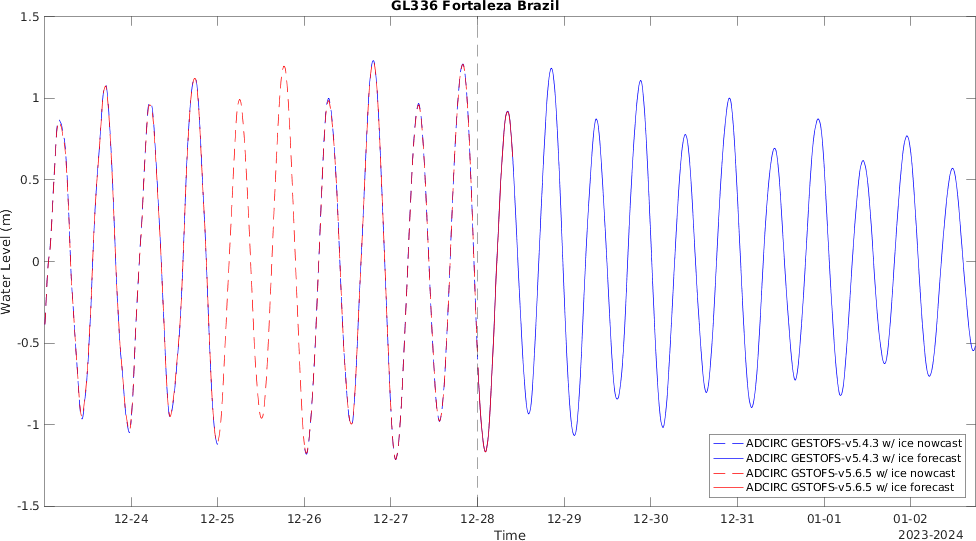 GL336 Fortaleza Brazil
1.5
1
0.5
0
-0.5
-1
-1.5
Water Level (m)
12-24 12-25 12-26 12-27 12-28 12-29 12-30 12-31 01-01 01-02
Time
2023-2024
ADCIRC GESTOFS-v5.4.3 w/ ice nowcast
ADCIRC GESTOFS-v5.4.3 w/ ice forecast
ADCIRC GSTOFS-v5.6.5 w/ ice nowcast
ADCIRC GSTOFS-v5.6.5 w/ ice forecast